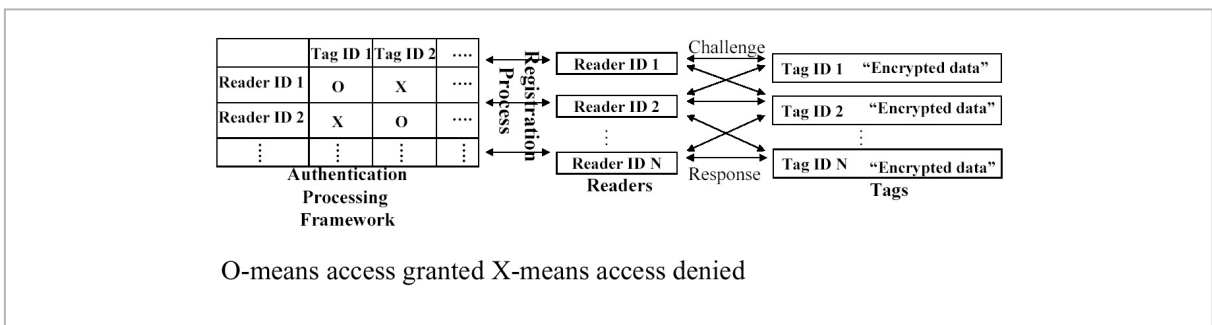 Tag ID 1 Tag ID 2 ....
Reader ID 1 O X ....
Reader ID 2 X O ....
⋮ ⋮ ⋮ ⋮
Authentication
Processing
Framework
Registration
Process
Reader ID 1
Reader ID 2
⋮
Reader ID N
Readers
Challenge
Response
Tag ID 1 “Encrypted data”
Tag ID 2 “Encrypted data”
⋮
Tag ID N “Encrypted data”
Tags
O-means access granted X-means access denied